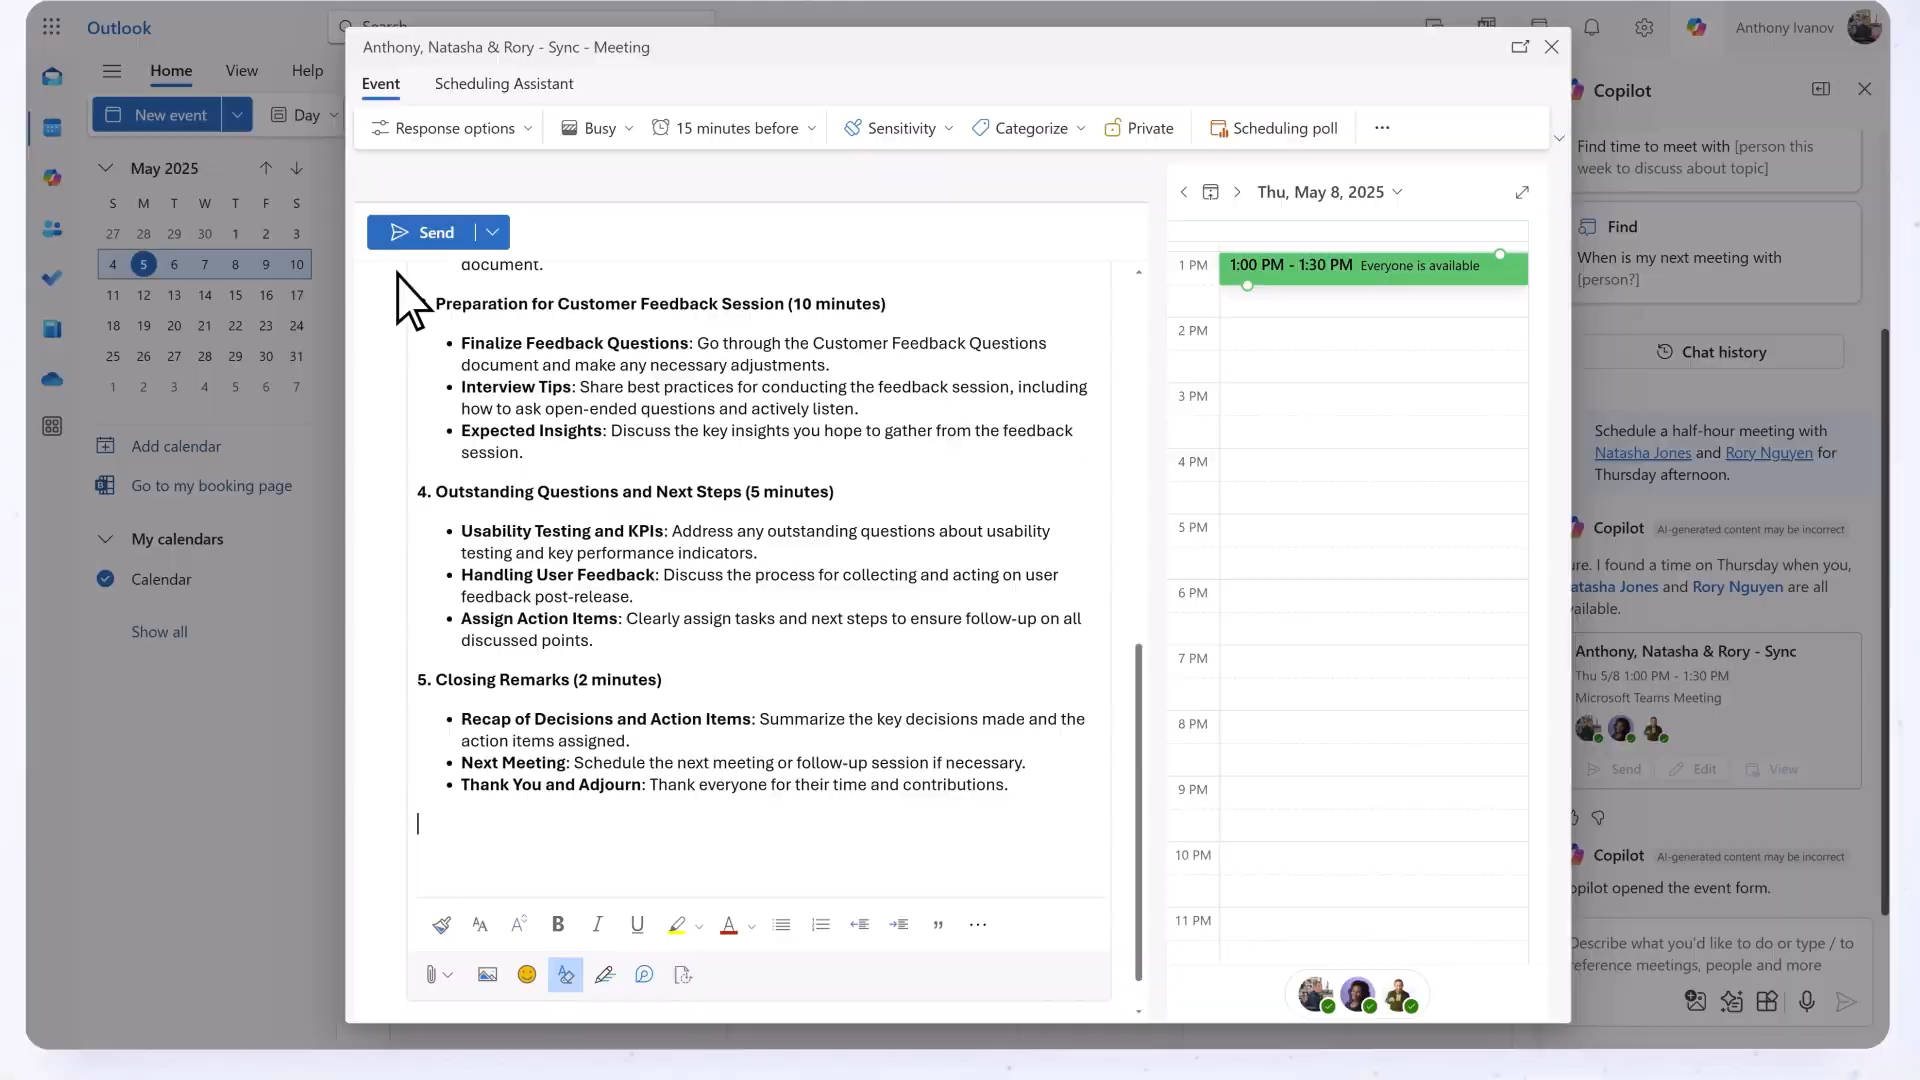 Outlook
Search
Anthony Ivanov
Home
View
Help
New event
Day
May 2025
S M T W T F S
27 28 29 30 1 2 3
4 5 6 7 8 9 10
11 12 13 14 15 16 17
18 19 20 21 22 23 24
25 26 27 28 29 30 31
1 2 3 4 5 6 7
Add calendar
Go to my booking page
My calendars
Calendar
Show all
Anthony, Natasha & Rory - Sync - Meeting
Event
Scheduling Assistant
Response options
Busy
15 minutes before
Sensitivity
Categorize
Private
Scheduling poll
Send
document.
Preparation for Customer Feedback Session (10 minutes)
• Finalize Feedback Questions: Go through the Customer Feedback Questions
document and make any necessary adjustments.
• Interview Tips: Share best practices for conducting the feedback session, including
how to ask open-ended questions and actively listen.
• Expected Insights: Discuss the key insights you hope to gather from the feedback
session.
4. Outstanding Questions and Next Steps (5 minutes)
• Usability Testing and KPIs: Address any outstanding questions about usability
testing and key performance indicators.
• Handling User Feedback: Discuss the process for collecting and acting on user
feedback post-release.
• Assign Action Items: Clearly assign tasks and next steps to ensure follow-up on all
discussed points.
5. Closing Remarks (2 minutes)
• Recap of Decisions and Action Items: Summarize the key decisions made and the
action items assigned.
• Next Meeting: Schedule the next meeting or follow-up session if necessary.
• Thank You and Adjourn: Thank everyone for their time and contributions.
Thu, May 8, 2025
1 PM
1:00 PM - 1:30 PM Everyone is available
2 PM
3 PM
4 PM
5 PM
6 PM
7 PM
8 PM
9 PM
10 PM
11 PM
Copilot
Find time to meet with [person this
week to discuss about topic]
Find
When is my next meeting with
[person?]
Chat history
Schedule a half-hour meeting with
Natasha Jones and Rory Nguyen for
Thursday afternoon.
Copilot AI-generated content may be incorrect
ure. I found a time on Thursday when you,
atasha Jones and Rory Nguyen are all
vailable.
Anthony, Natasha & Rory - Sync
Thu 5/8 1:00 PM - 1:30 PM
Microsoft Teams Meeting
Send
Edit
View
Copilot AI-generated content may be incorrect
opilot opened the event form.
Describe what you'd like to do or type / to
reference meetings, people and more